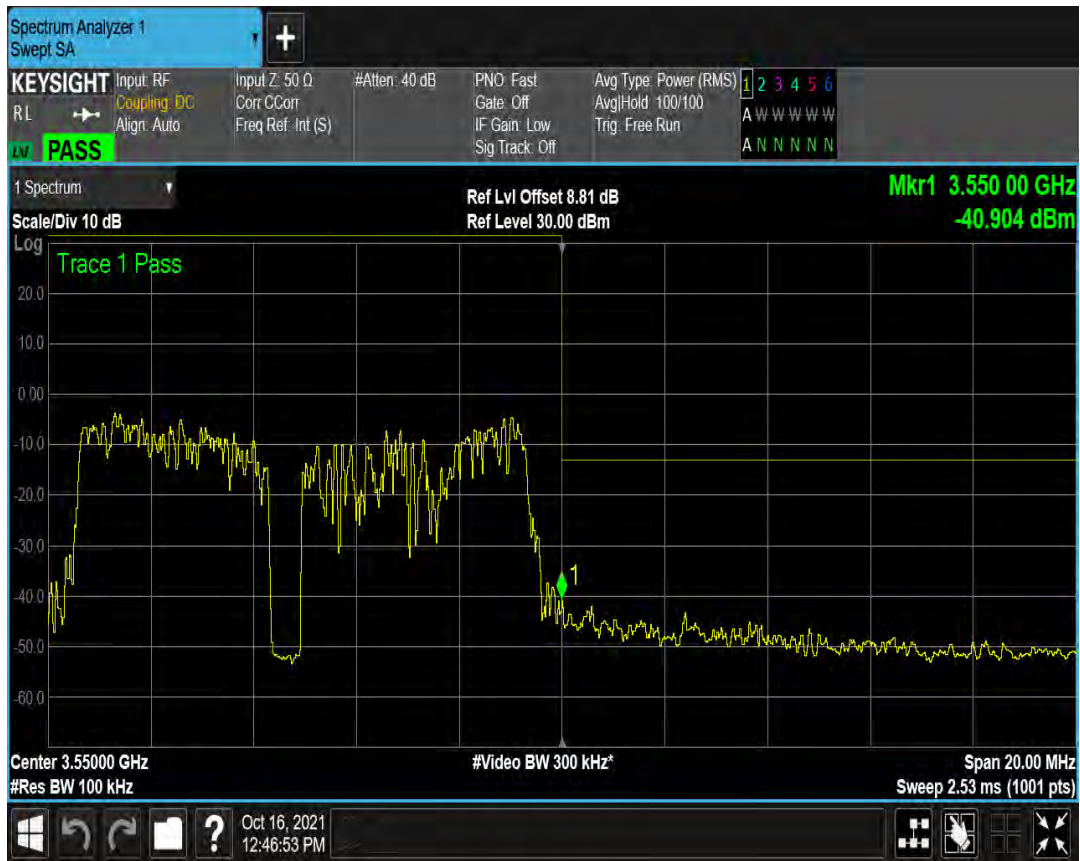 Spectrum Analyzer 1
Swept SA
+
KEYSIGHT Input: RF Input Z: 50 Ω #Atten: 40 dB PNO: Fast Avg Type: Power (RMS) 1 2 3 4 5 6
RL Coupling: DC Corr CCorr Gate: Off Avg|Hold: 100/100 A W W W W W
Align: Auto Freq Ref: Int (S) IF Gain: Low Trig: Free Run
PASS Sig Track: Off A N N N N N
1 Spectrum Ref Lvl Offset 8.81 dB Mkr1 3.550 00 GHz
Scale/Div 10 dB Ref Level 30.00 dBm -40.904 dBm
Log
Trace 1 Pass
20.0
10.0
0.00
-10.0
-20.0
-30.0
1
-40.0
-50.0
-60.0
Center 3.55000 GHz #Video BW 300 kHz* Span 20.00 MHz
#Res BW 100 kHz Sweep 2.53 ms (1001 pts)
? Oct 16, 2021
12:46:53 PM